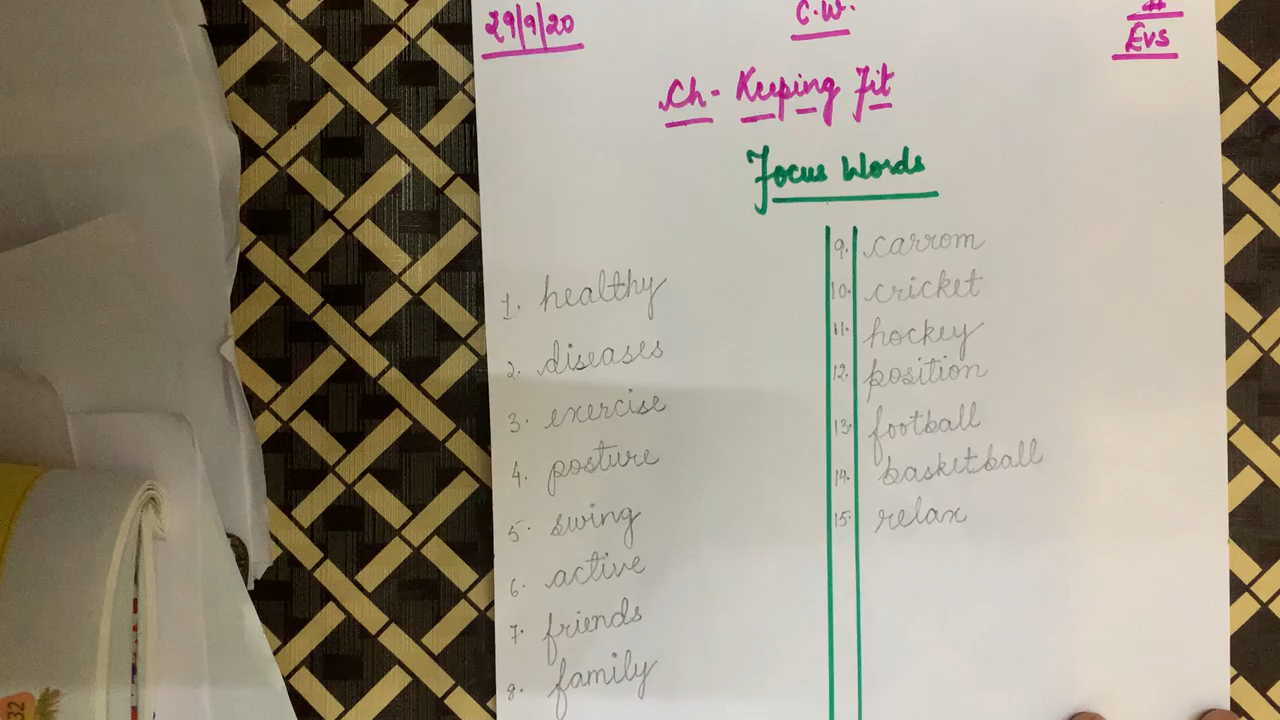 29/9/20 C.W. #
Evs
Ch- Keeping Fit
Focus Words
1. healthy
2. diseases
3. exercise
4. posture
5. swing
6. active
7. friends
8. family
9. carrom
10. cricket
11. hockey
12. position
13. football
14. basketball
15. relax
32